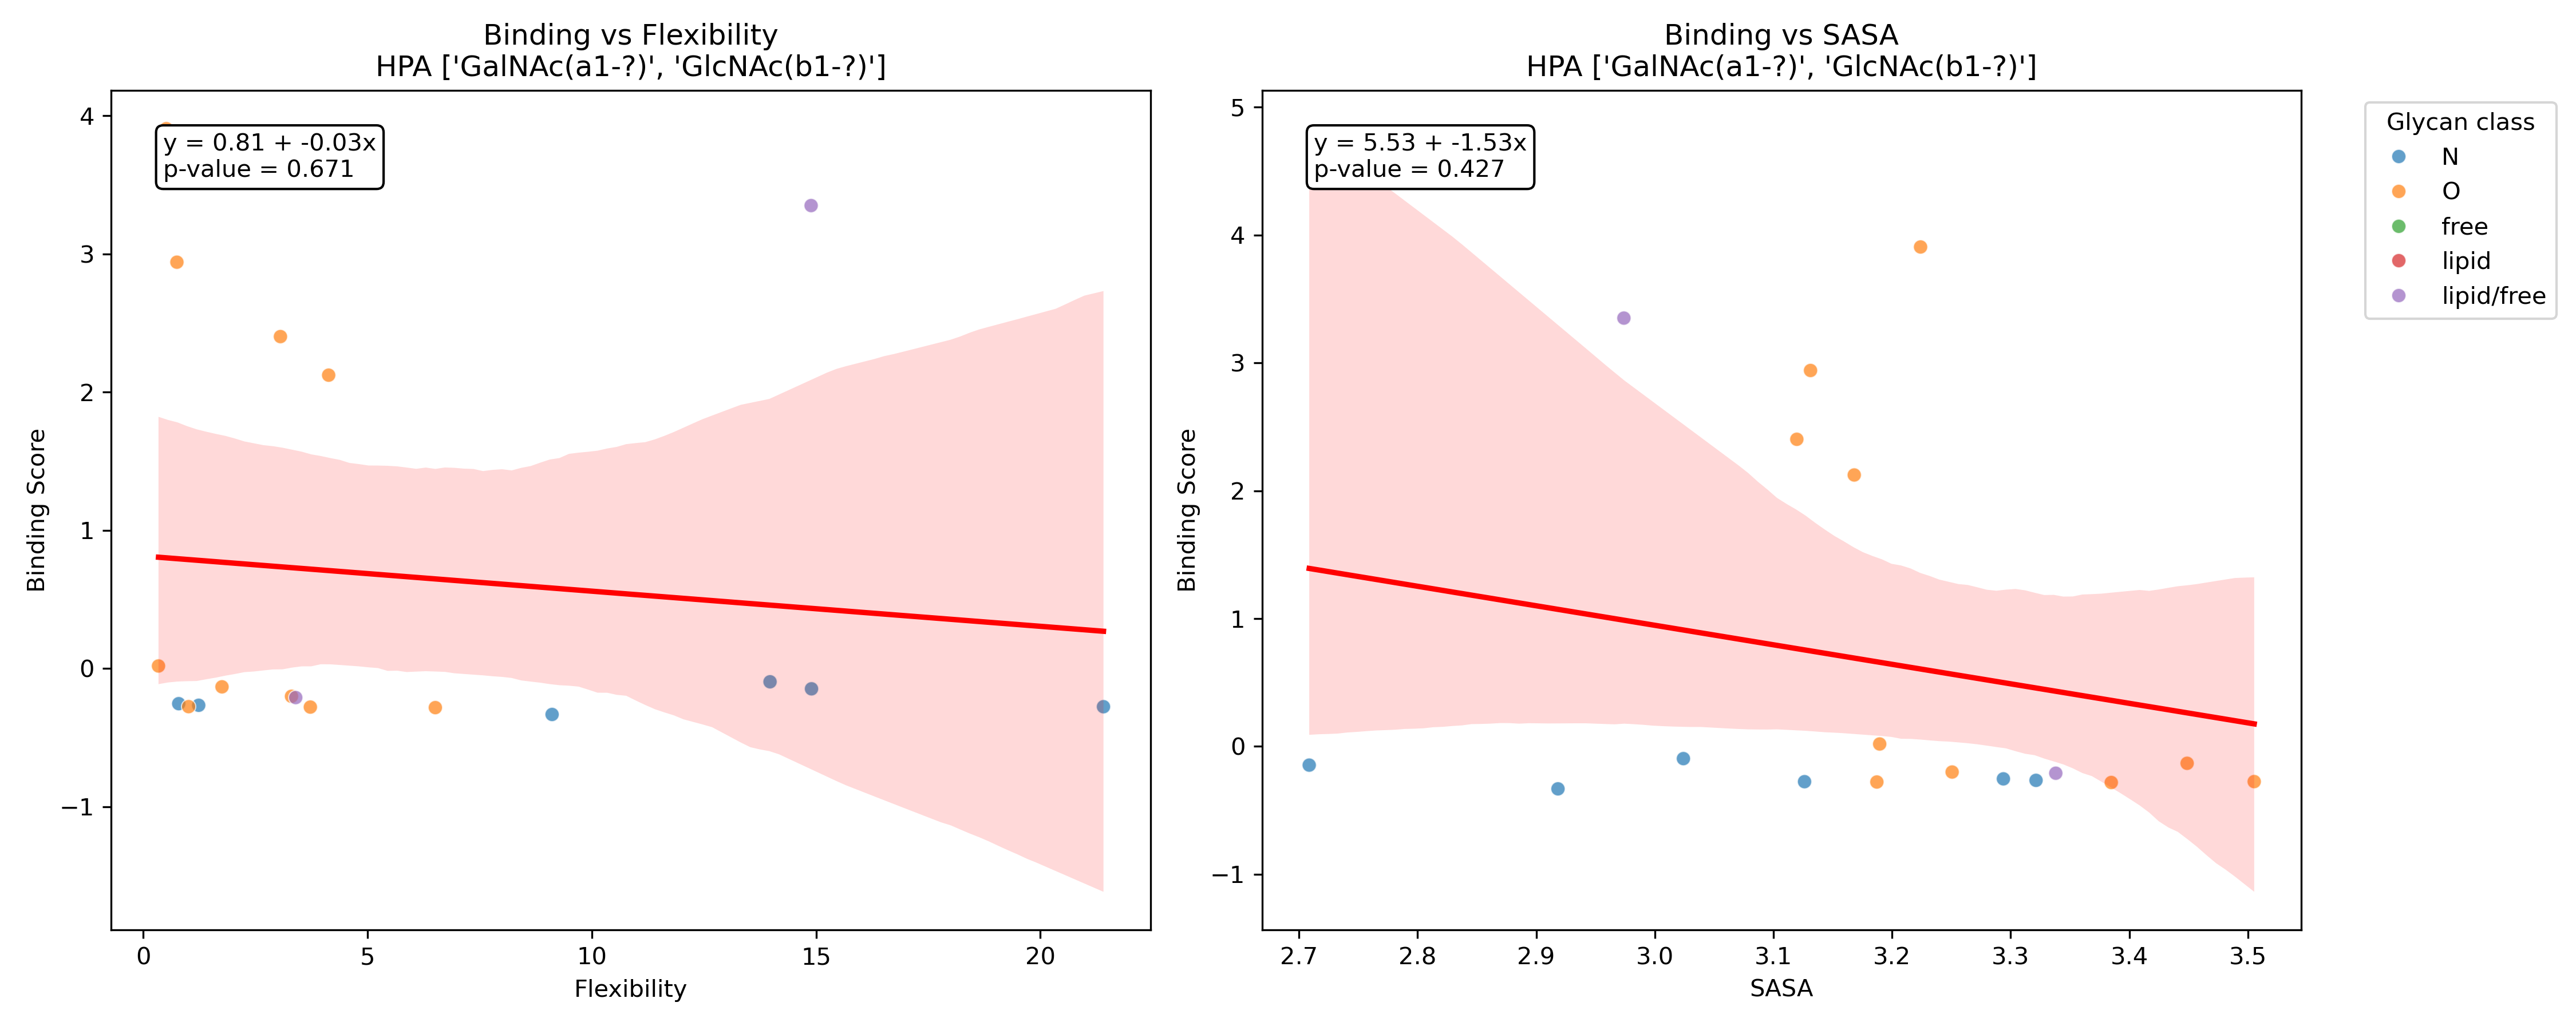 Binding vs Flexibility
HPA ['GalNAc(a1-?)', 'GlcNAc(b1-?)']
y = 0.81 + -0.03x
p-value = 0.671
4
3
2
1
0
−1
Binding Score
0
5
10
15
20
Flexibility
Binding vs SASA
HPA ['GalNAc(a1-?)', 'GlcNAc(b1-?)']
y = 5.53 + -1.53x
p-value = 0.427
5
4
3
2
1
0
−1
Binding Score
2.7
2.8
2.9
3.0
3.1
3.2
3.3
3.4
3.5
SASA
Glycan class
N
O
free
lipid
lipid/free